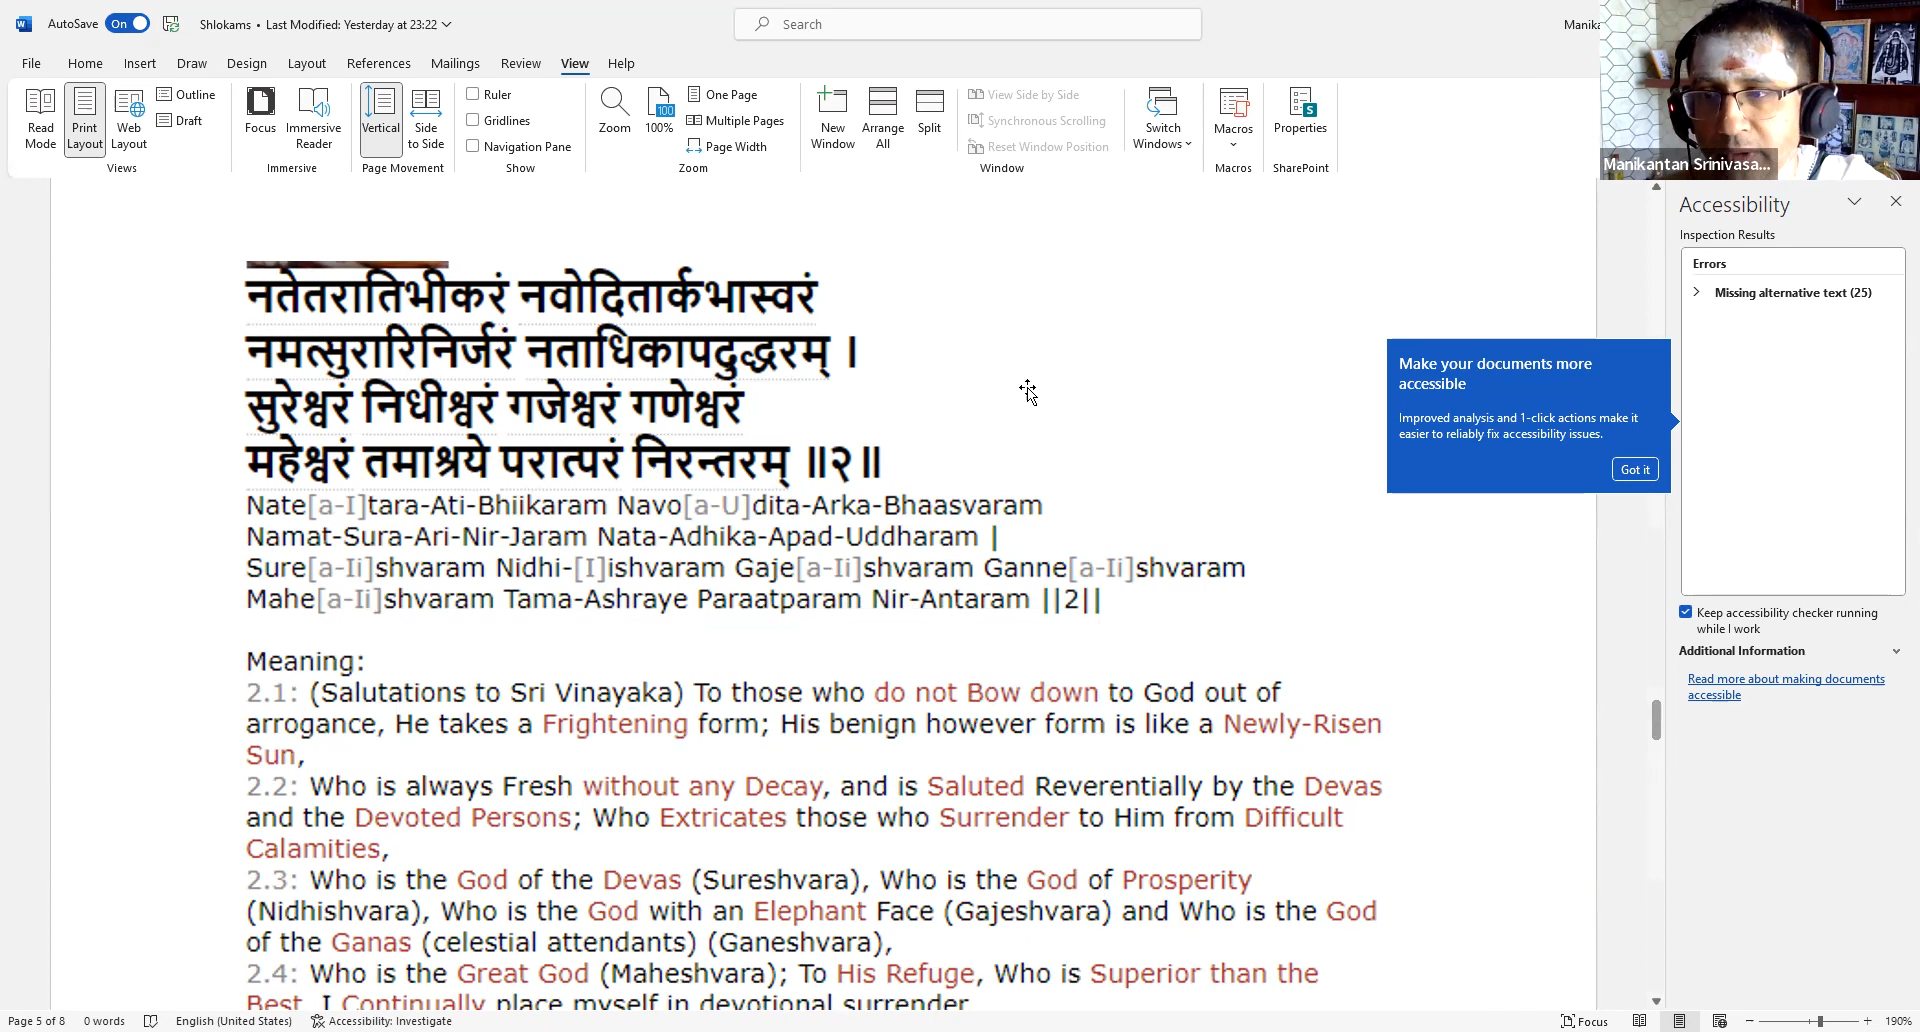 AutoSave On Shlokams • Last Modified: Yesterday at 23:22 Search Manika
File Home Insert Draw Design Layout References Mailings Review View Help
Read Mode
Print Layout
Web Layout
Outline
Draft
Views
Focus
Immersive Reader
Immersive
Vertical
Side to Side
Page Movement
Ruler
Gridlines
Navigation Pane
Show
Zoom
100
100%
One Page
Multiple Pages
Page Width
Zoom
New Window
Arrange All
Split
View Side by Side
Synchronous Scrolling
Reset Window Position
Window
Switch Windows
Macros
Macros
Properties
SharePoint
Manikantan Srinivasa...
नतेतरातिभीकरं नवोदितार्कभास्वरं
नमत्सुरारिनिर्जरं नताधिकापदुद्धरम् ।
सुरेश्वरं निधीश्वरं गजेश्वरं गणेश्वरं
महेश्वरं तमाश्रये परात्परं निरन्तरम् ॥२॥
Nate[a-I]tara-Ati-Bhiikaram Navo[a-U]dita-Arka-Bhaasvaram
Namat-Sura-Ari-Nir-Jaram Nata-Adhika-Apad-Uddharam |
Sure[a-Ii]shvaram Nidhi-[I]ishvaram Gaje[a-Ii]shvaram Ganne[a-Ii]shvaram
Mahe[a-Ii]shvaram Tama-Ashraye Paraatparam Nir-Antaram ||2||
Meaning:
2.1: (Salutations to Sri Vinayaka) To those who do not Bow down to God out of
arrogance, He takes a Frightening form; His benign however form is like a Newly-Risen
Sun,
2.2: Who is always Fresh without any Decay, and is Saluted Reverentially by the Devas
and the Devoted Persons; Who Extricates those who Surrender to Him from Difficult
Calamities,
2.3: Who is the God of the Devas (Sureshvara), Who is the God of Prosperity
(Nidhishvara), Who is the God with an Elephant Face (Gajeshvara) and Who is the God
of the Ganas (celestial attendants) (Ganeshvara),
2.4: Who is the Great God (Maheshvara); To His Refuge, Who is Superior than the
Best, I Continually place myself in devotional surrender
Make your documents more
accessible
Improved analysis and 1-click actions make it
easier to reliably fix accessibility issues.
Got it
Accessibility
Inspection Results
Errors
Missing alternative text (25)
Keep accessibility checker running
while I work
Additional Information
Read more about making documents
accessible
Page 5 of 8 0 words English (United States) Accessibility: Investigate Focus 190%